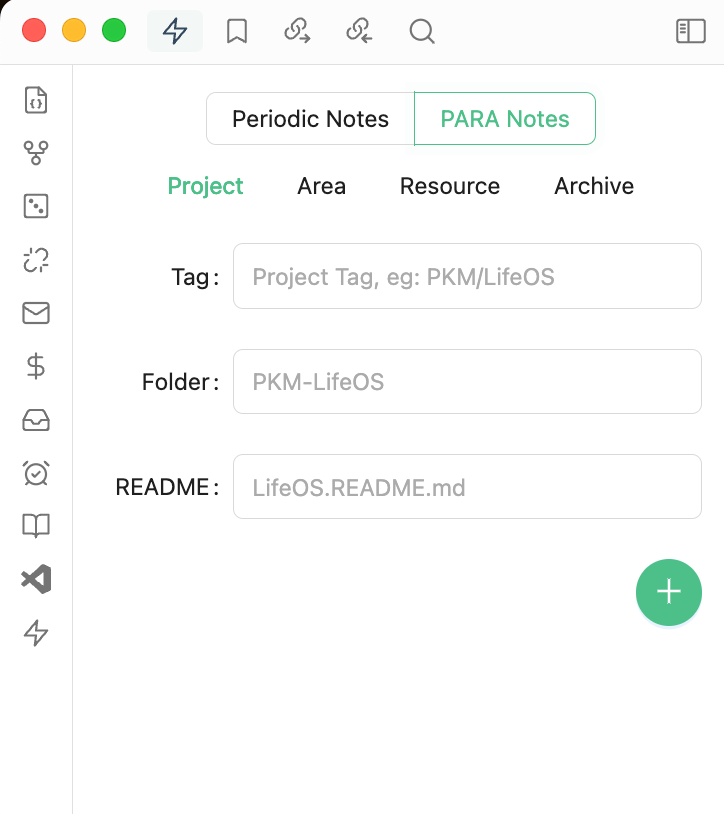 Periodic Notes PARA Notes
Project Area Resource Archive
Tag: Project Tag, eg: PKM/LifeOS
Folder: PKM-LifeOS
README: LifeOS.README.md